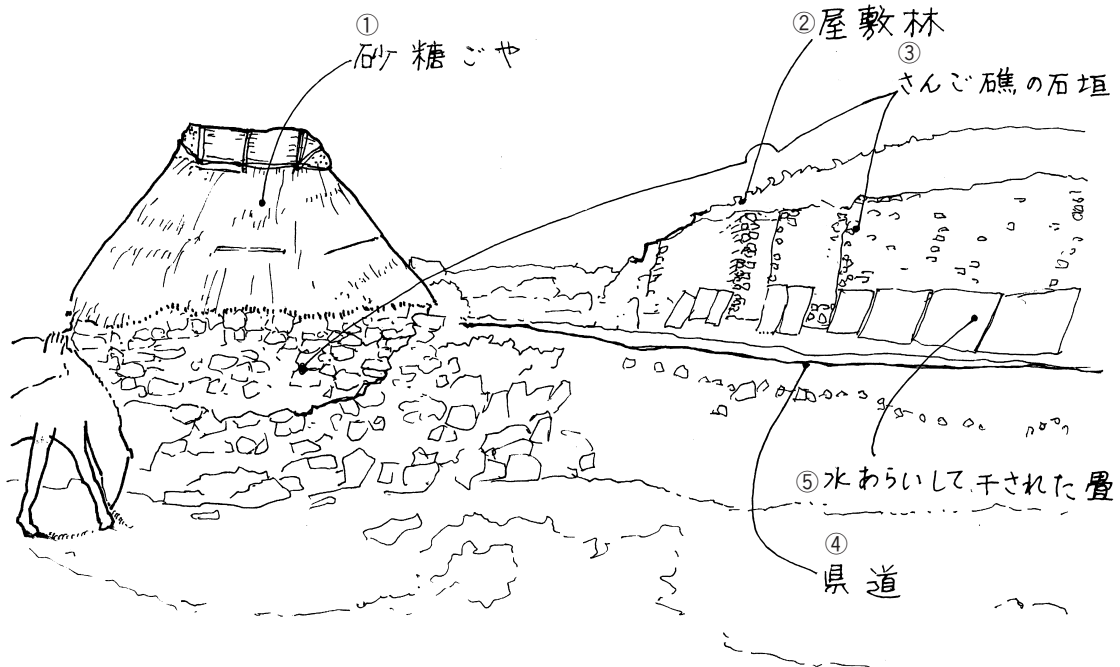 ①
砂糖ごや
②屋敷林
③
さんご礁の石垣
⑤水あらいして干された畳
④
県道